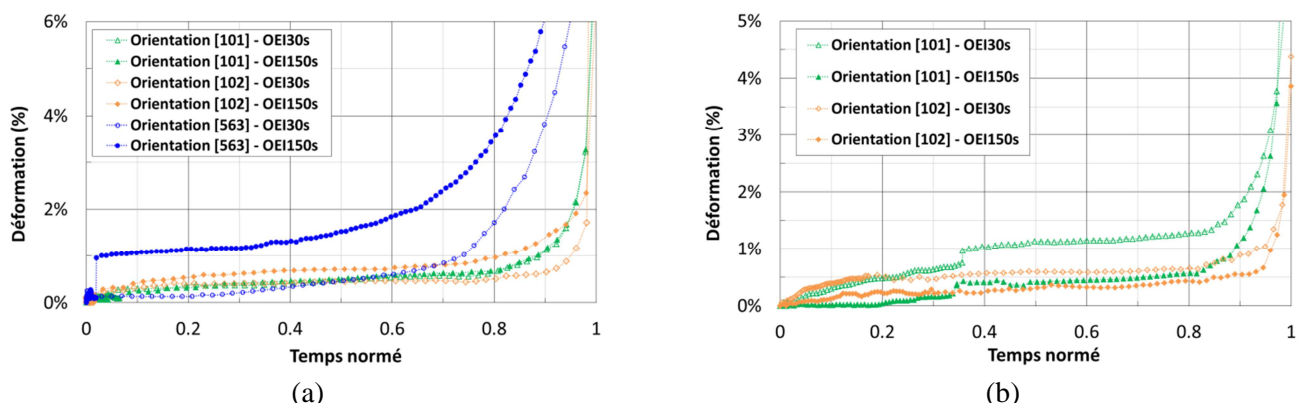 6%
4%
2%
0%
Déformation (%)
Orientation [101] - OEI30s
Orientation [101] - OEI150s
Orientation [102] - OEI30s
Orientation [102] - OEI150s
Orientation [563] - OEI30s
Orientation [563] - OEI150s
0 0.2 0.4 0.6 0.8 1
Temps normé
(a)
5%
4%
3%
2%
1%
0%
Déformation (%)
Orientation [101] - OEI30s
Orientation [101] - OEI150s
Orientation [102] - OEI30s
Orientation [102] - OEI150s
0 0.2 0.4 0.6 0.8 1
Temps normé
(b)